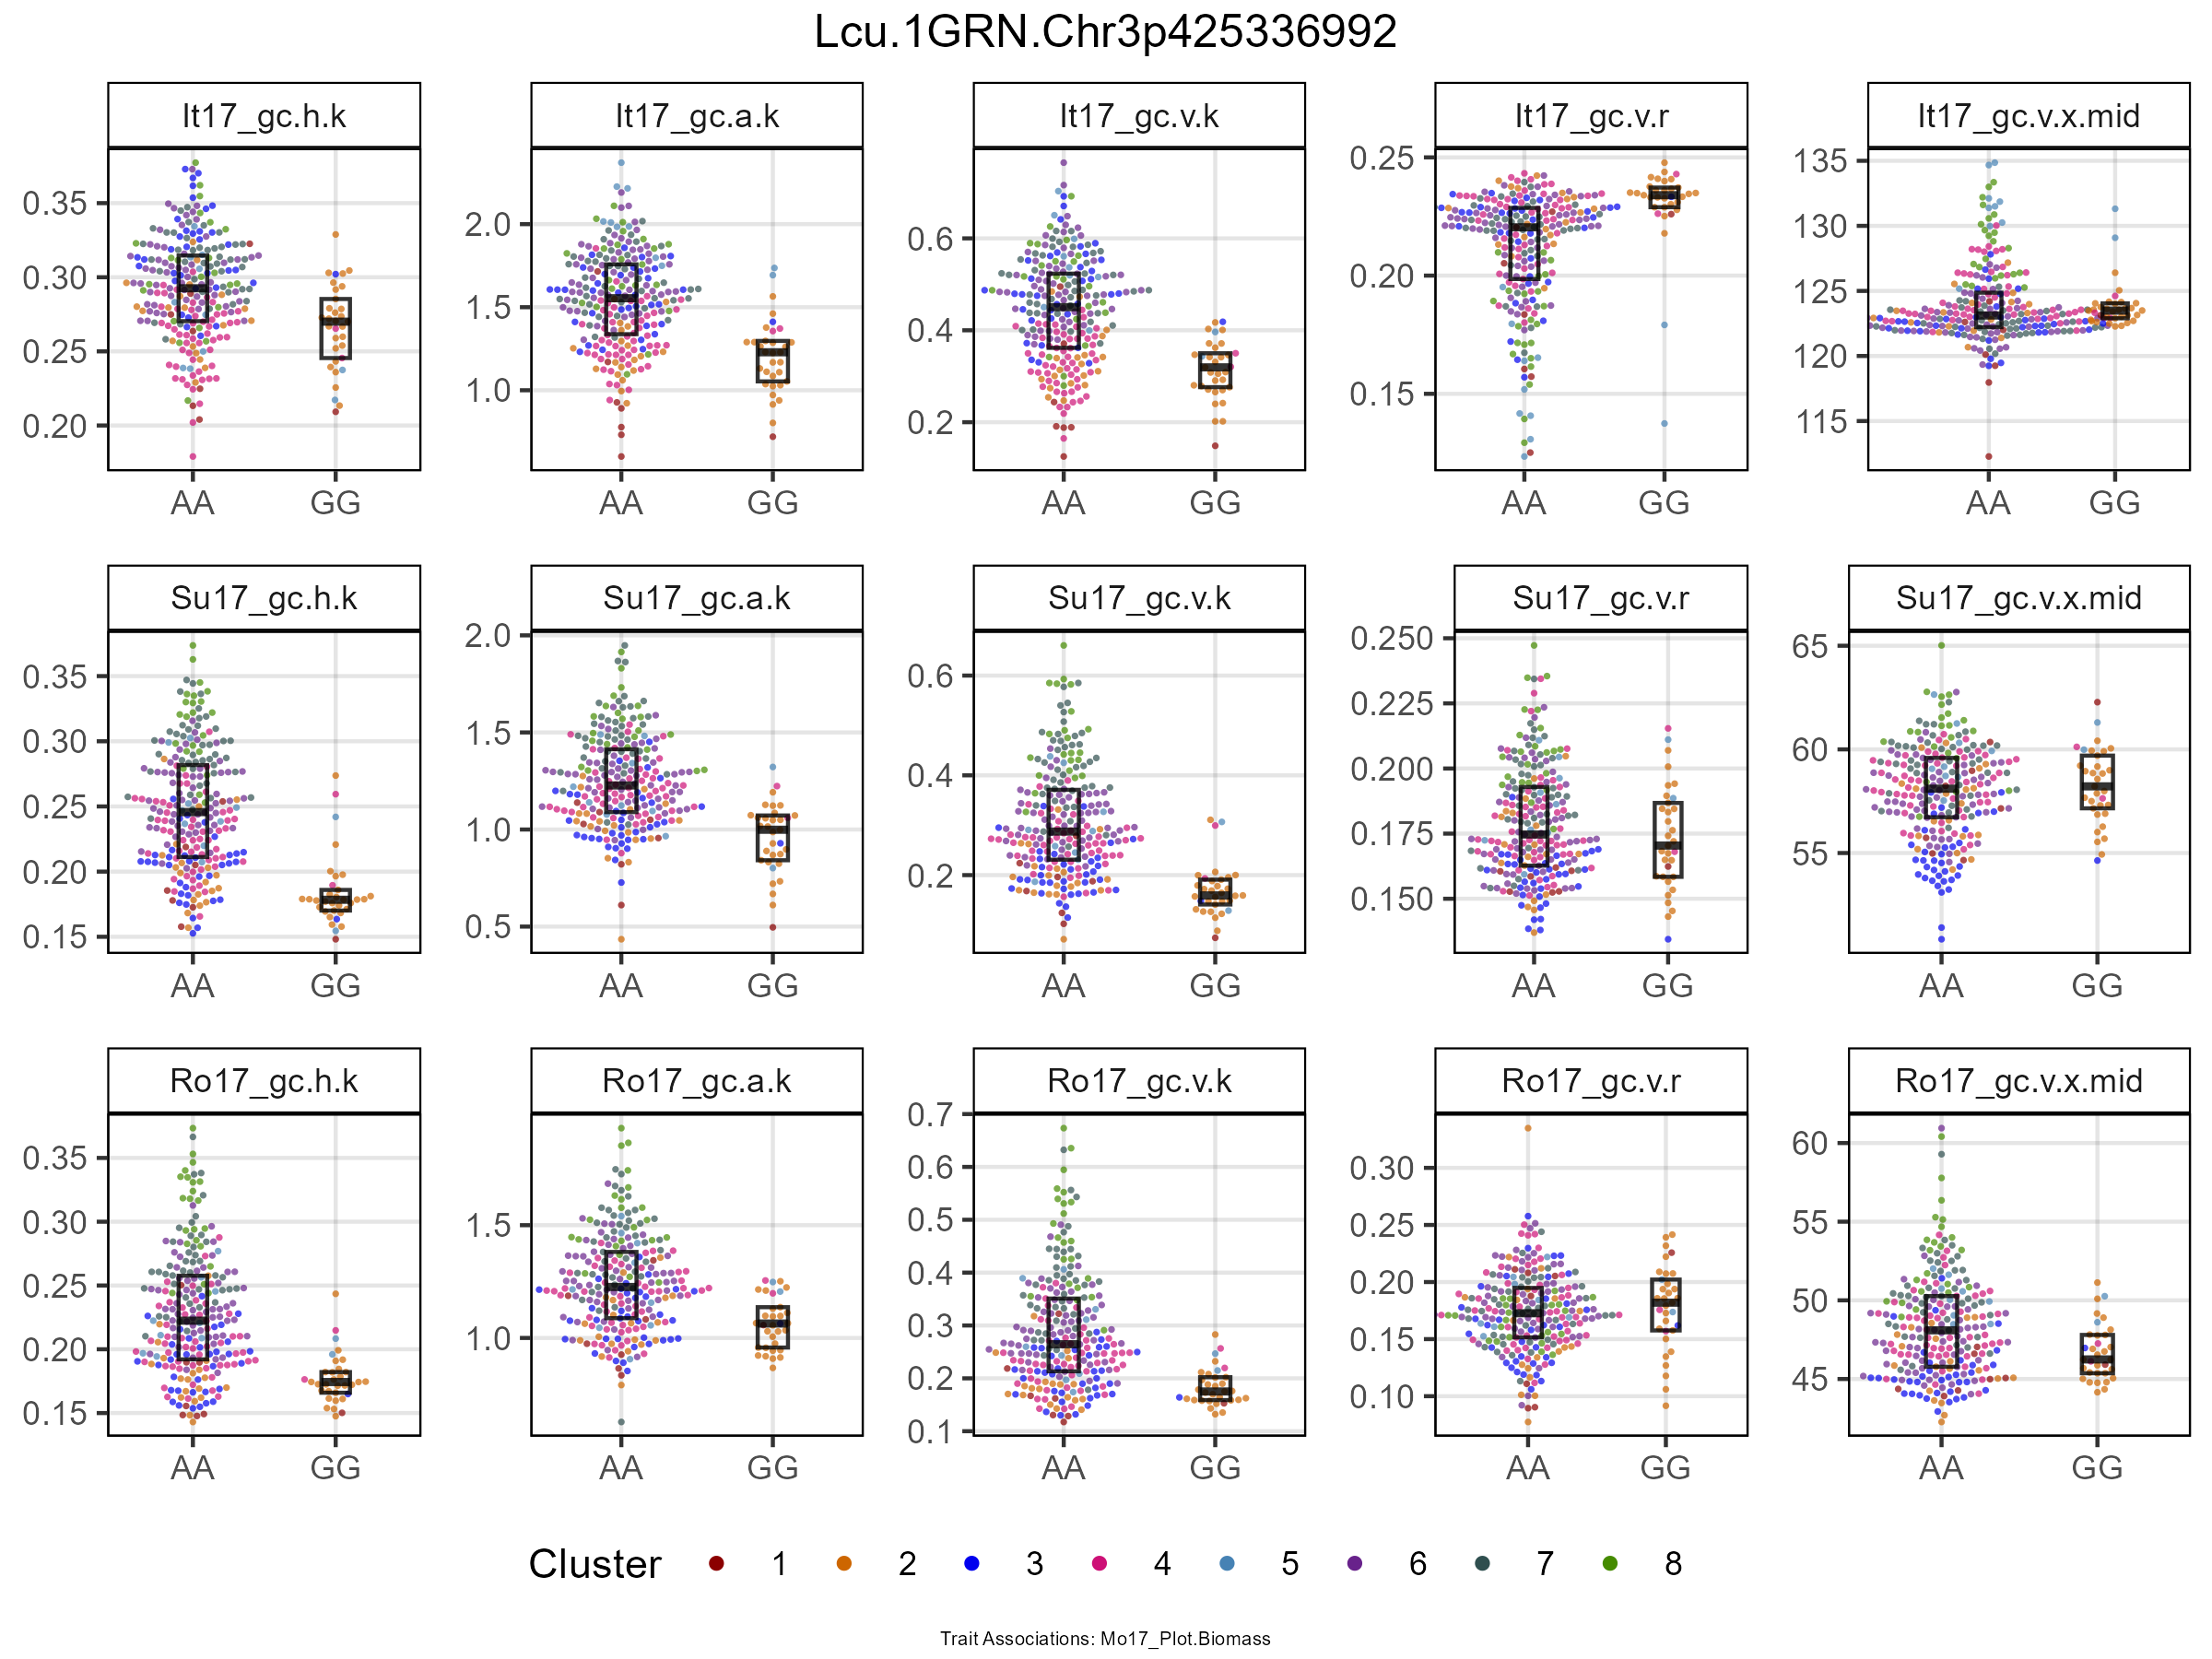 Lcu.1GRN.Chr3p425336992
It17_gc.h.k It17_gc.a.k It17_gc.v.k It17_gc.v.r It17_gc.v.x.mid
0.35 0.30 0.25 0.20 2.0 1.5 1.0 0.6 0.4 0.2 0.25 0.20 0.15 135 130 125 120 115
AA GG AA GG AA GG AA GG AA GG
Su17_gc.h.k Su17_gc.a.k Su17_gc.v.k Su17_gc.v.r Su17_gc.v.x.mid
0.35 0.30 0.25 0.20 0.15 2.0 1.5 1.0 0.5 0.6 0.4 0.2 0.250 0.225 0.200 0.175 0.150 65 60 55
AA GG AA GG AA GG AA GG AA GG
Ro17_gc.h.k Ro17_gc.a.k Ro17_gc.v.k Ro17_gc.v.r Ro17_gc.v.x.mid
0.35 0.30 0.25 0.20 0.15 1.5 1.0 0.7 0.6 0.5 0.4 0.3 0.2 0.1 0.30 0.25 0.20 0.15 0.10 60 55 50 45
AA GG AA GG AA GG AA GG AA GG
Cluster 1 2 3 4 5 6 7 8
Trait Associations: Mo17_Plot.Biomass